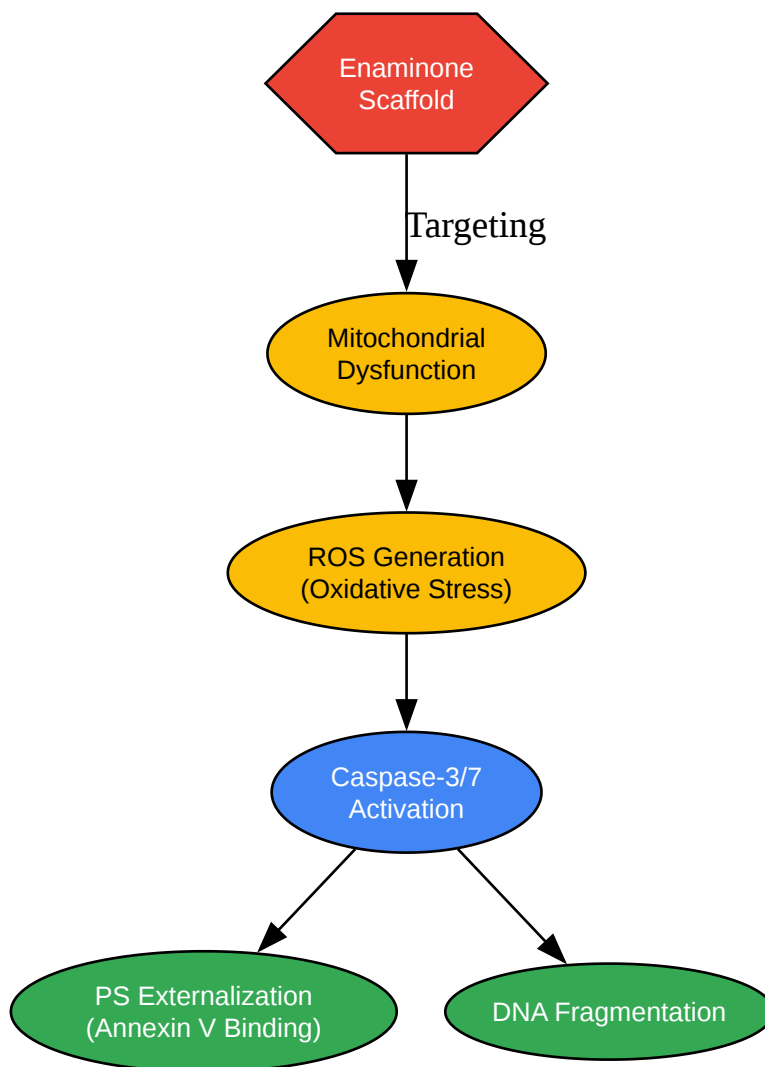 Enaminone
Scaffold
Targeting
Mitochondrial
Dysfunction
ROS Generation
(Oxidative Stress)
Caspase-3/7
Activation
PS Externalization
(Annexin V Binding)
DNA Fragmentation